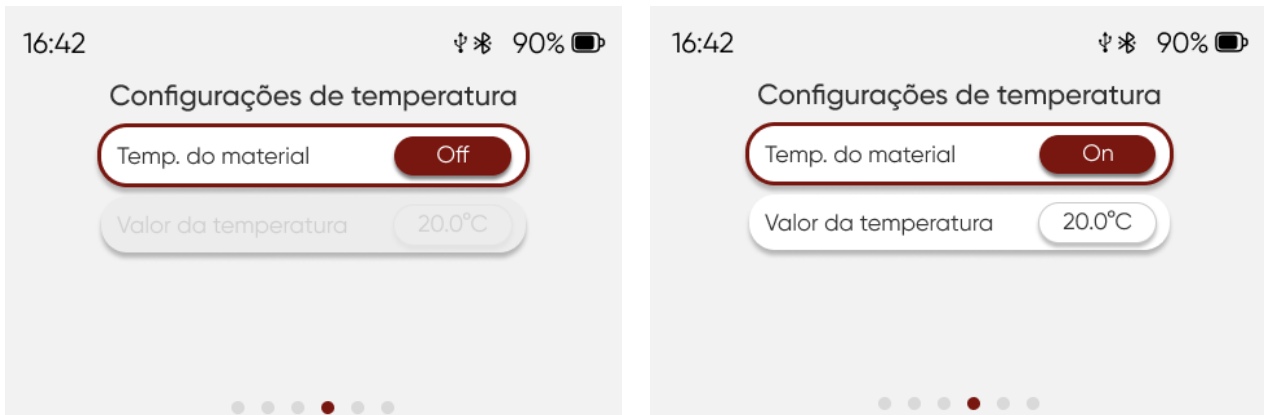 16:42 90%
Configurações de temperatura
Temp. do material Off
Valor da temperatura 20.0°C
16:42 90%
Configurações de temperatura
Temp. do material On
Valor da temperatura 20.0°C